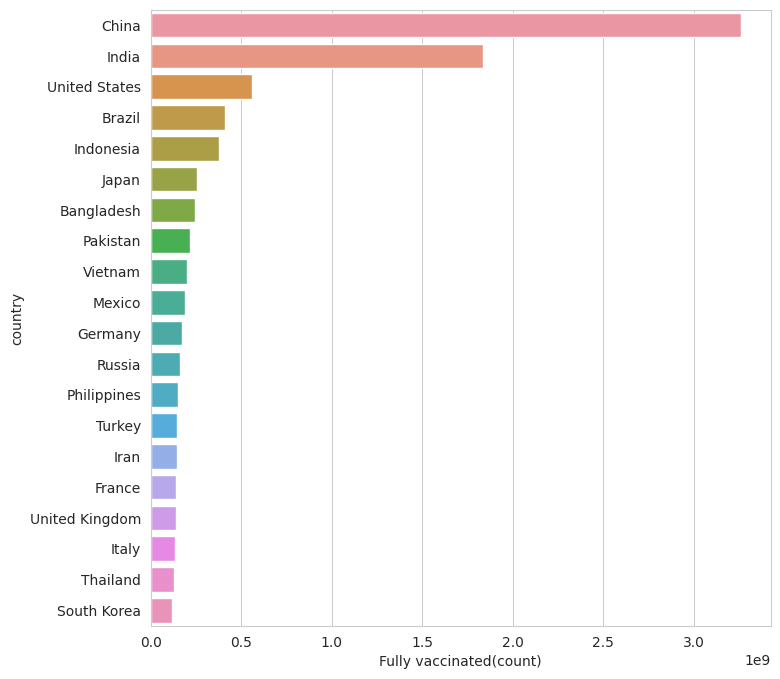 China
India
United States
Brazil
Indonesia
Japan
Bangladesh
Pakistan
Vietnam
Mexico
Germany
Russia
Philippines
Turkey
Iran
France
United Kingdom
Italy
Thailand
South Korea
country
0.0 0.5 1.0 1.5 2.0 2.5 3.0
Fully vaccinated(count)
1e9